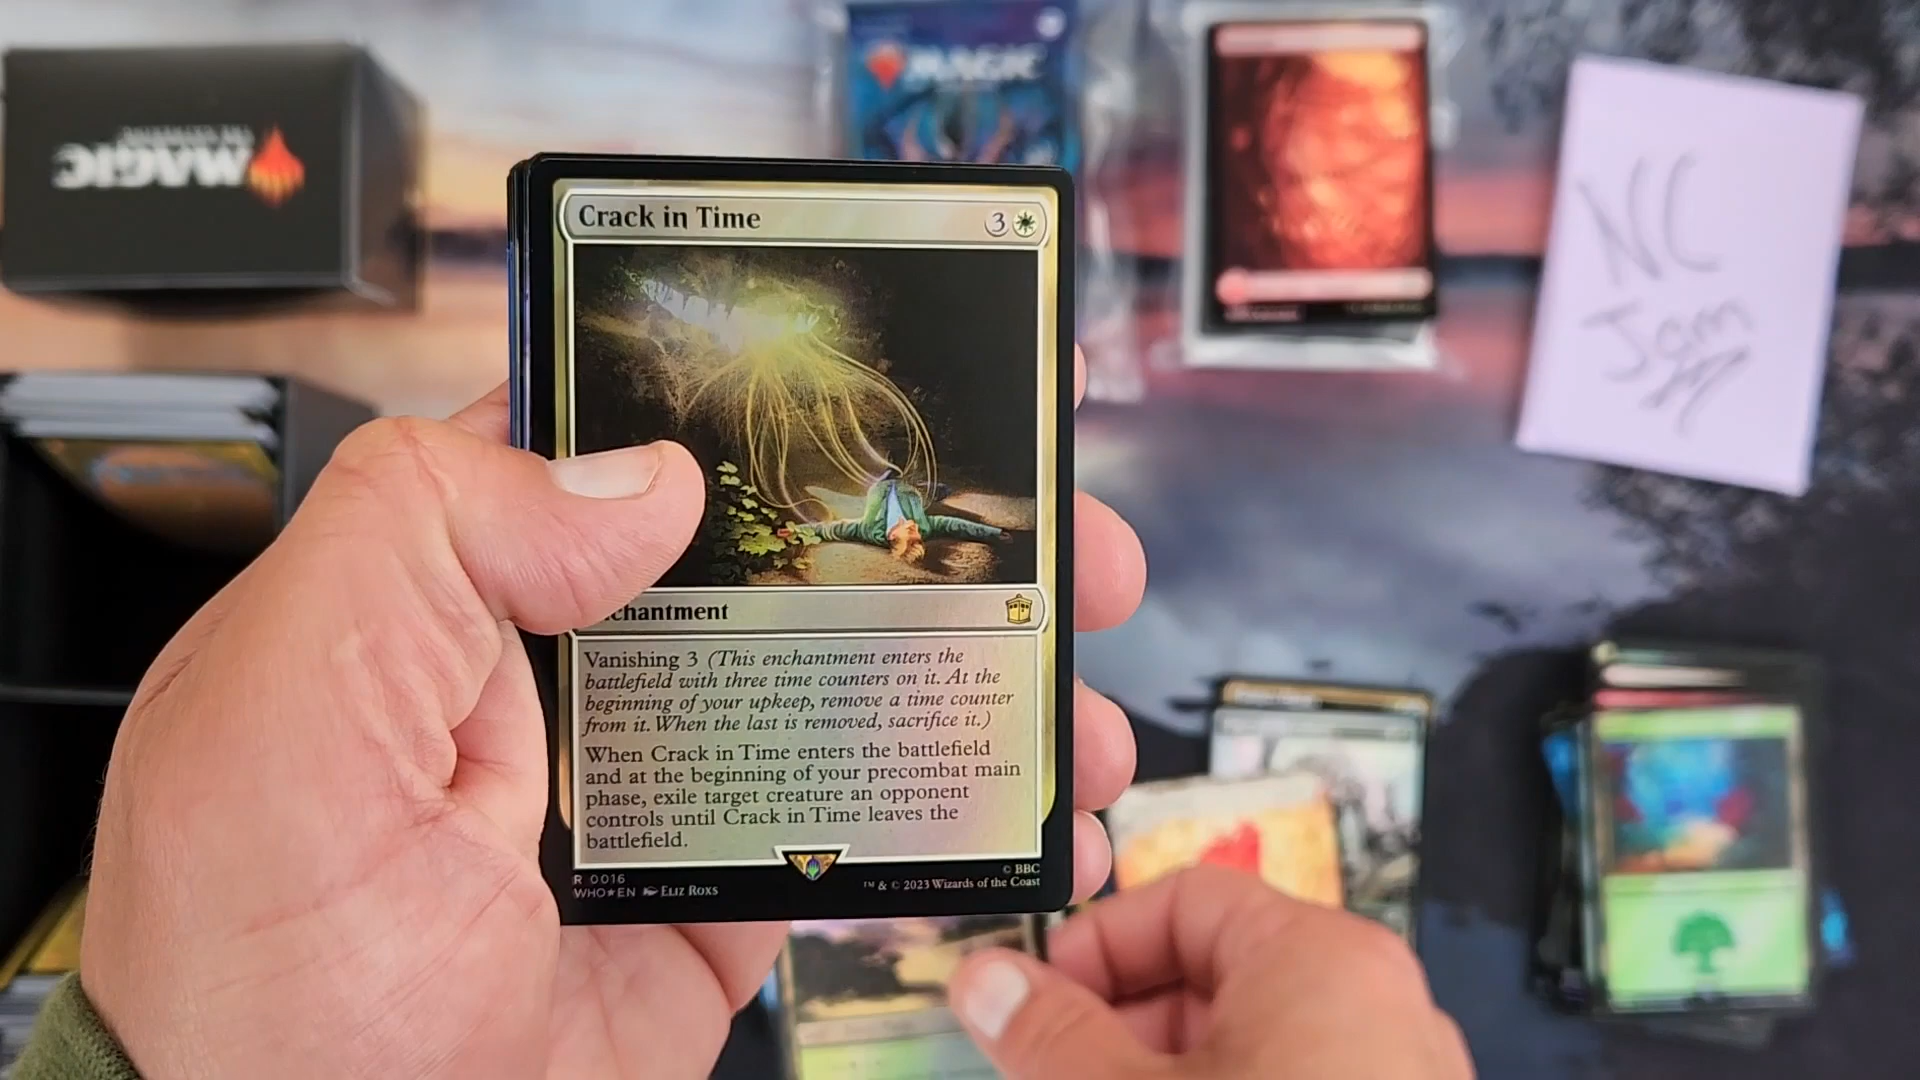 MAGIC
MAGIC
NC
Jam
Crack in Time 3
chantment
Vanishing 3 (This enchantment enters the
battlefield with three time counters on it. At the
beginning of your upkeep, remove a time counter
from it. When the last is removed, sacrifice it.)
When Crack in Time enters the battlefield
and at the beginning of your precombat main
phase, exile target creature an opponent
controls until Crack in Time leaves the
battlefield.
R 0016
WHO★EN Eliz Roxs
© BBC
™ & © 2023 Wizards of the Coast